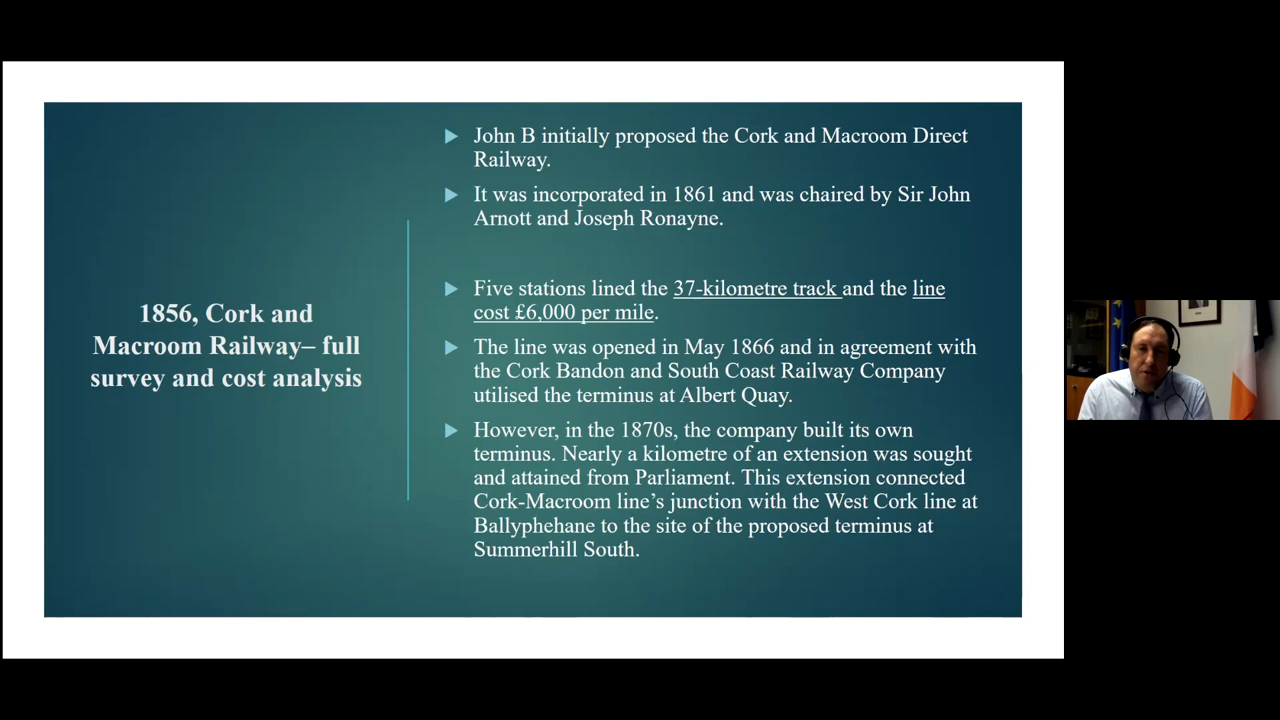 1856, Cork and
Macroom Railway– full
survey and cost analysis
John B initially proposed the Cork and Macroom Direct
Railway.
It was incorporated in 1861 and was chaired by Sir John
Arnott and Joseph Ronayne.
Five stations lined the 37-kilometre track and the line
cost £6,000 per mile.
The line was opened in May 1866 and in agreement with
the Cork Bandon and South Coast Railway Company
utilised the terminus at Albert Quay.
However, in the 1870s, the company built its own
terminus. Nearly a kilometre of an extension was sought
and attained from Parliament. This extension connected
Cork-Macroom line’s junction with the West Cork line at
Ballyphehane to the site of the proposed terminus at
Summerhill South.